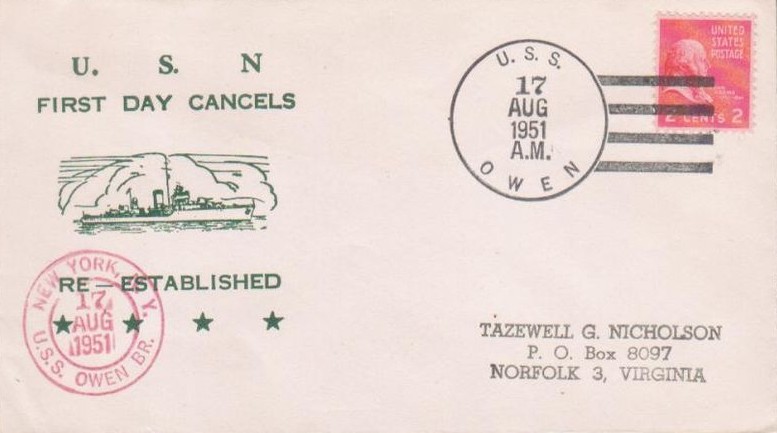 U. S. N
FIRST DAY CANCELS
RE-ESTABLISHED
NEW YORK, N.Y.
17
AUG
1951
U.S.S. OWEN BR.
U.S.S.
17
AUG
1951
A.M.
OWEN
UNITED
STATES
POSTAGE
2 CENTS 2
TAZEWELL G. NICHOLSON
P. O. Box 8097
NORFOLK 3, VIRGINIA